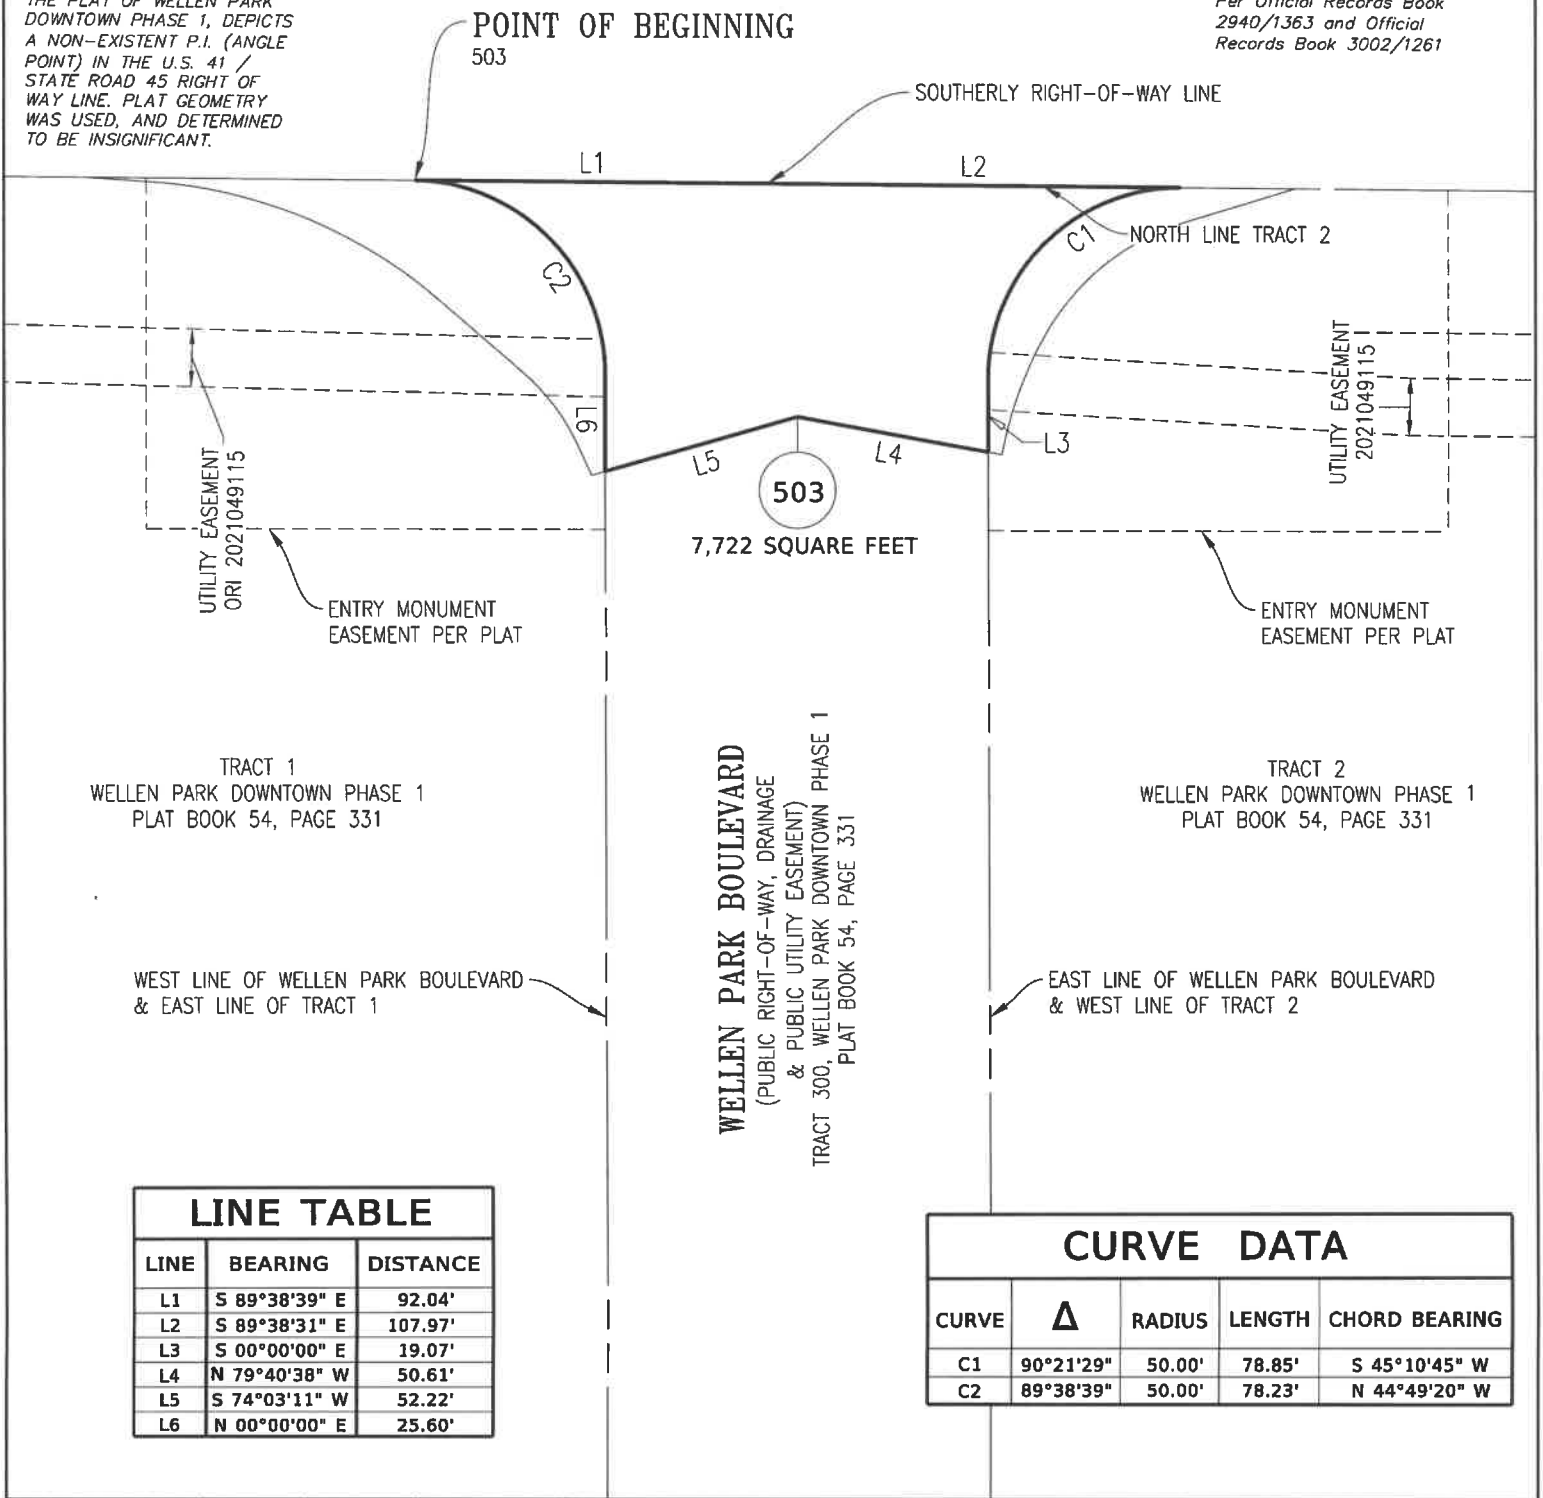 THE PLAT OF WELLEN PARK
DOWNTOWN PHASE 1, DEPICTS
A NON-EXISTENT P.I. (ANGLE
POINT) IN THE U.S. 41 /
STATE ROAD 45 RIGHT OF
WAY LINE. PLAT GEOMETRY
WAS USED, AND DETERMINED
TO BE INSIGNIFICANT.
POINT OF BEGINNING
503
Per Official Records Book
2940/1363 and Official
Records Book 3002/1261
SOUTHERLY RIGHT-OF-WAY LINE
L1
L2
C2
C1
NORTH LINE TRACT 2
L6
L5
L4
L3
503
7,722 SQUARE FEET
UTILITY EASEMENT
ORI 2021049115
UTILITY EASEMENT
2021049115
ENTRY MONUMENT
EASEMENT PER PLAT
ENTRY MONUMENT
EASEMENT PER PLAT
TRACT 1
WELLEN PARK DOWNTOWN PHASE 1
PLAT BOOK 54, PAGE 331
WELLEN PARK BOULEVARD
(PUBLIC RIGHT-OF-WAY, DRAINAGE
& PUBLIC UTILITY EASEMENT)
TRACT 300, WELLEN PARK DOWNTOWN PHASE 1
PLAT BOOK 54, PAGE 331
TRACT 2
WELLEN PARK DOWNTOWN PHASE 1
PLAT BOOK 54, PAGE 331
WEST LINE OF WELLEN PARK BOULEVARD
& EAST LINE OF TRACT 1
EAST LINE OF WELLEN PARK BOULEVARD
& WEST LINE OF TRACT 2
LINE TABLE
LINE BEARING DISTANCE
L1 S 89°38'39" E 92.04'
L2 S 89°38'31" E 107.97'
L3 S 00°00'00" E 19.07'
L4 N 79°40'38" W 50.61'
L5 S 74°03'11" W 52.22'
L6 N 00°00'00" E 25.60'
CURVE DATA
CURVE Δ RADIUS LENGTH CHORD BEARING
C1 90°21'29" 50.00' 78.85' S 45°10'45" W
C2 89°38'39" 50.00' 78.23' N 44°49'20" W